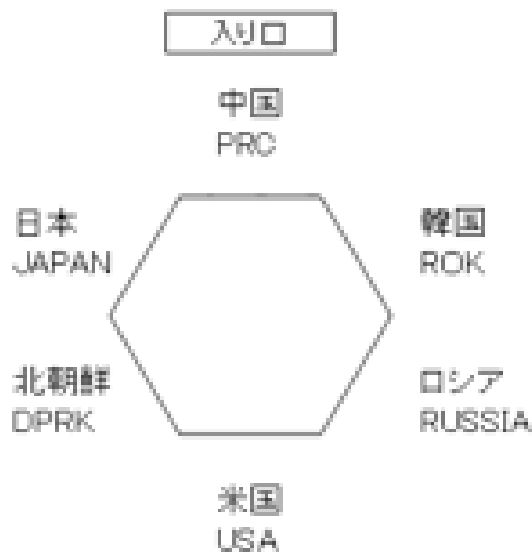 入り口
中国
PRC
日本
JAPAN
韓国
ROK
北朝鮮
DPRK
ロシア
RUSSIA
米国
USA